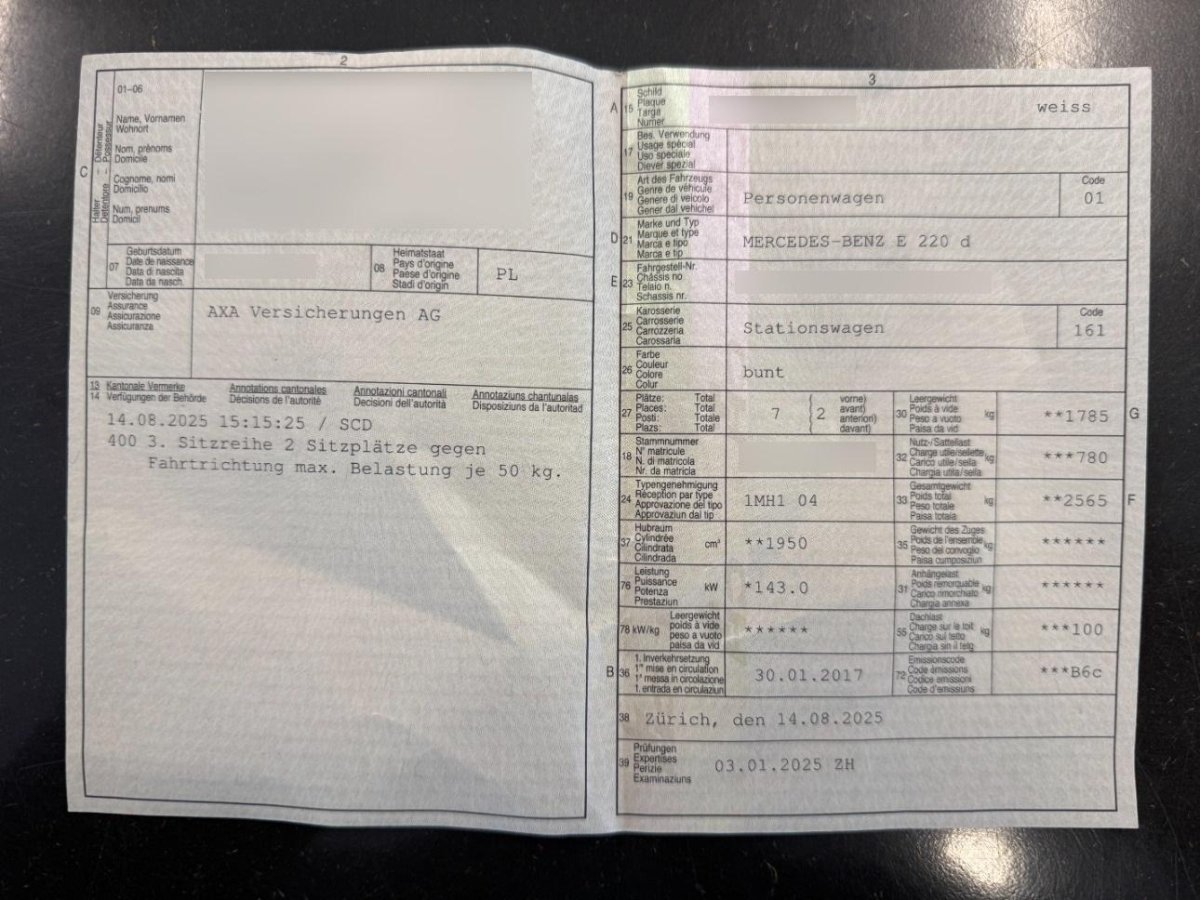 2
01–06
Name, Vornamen
Wohnort
Nom, prénoms
Domicile
Cognome, nomi
Domicilio
Num, prenums
Domicil
C
Halter – Détenteur
Detentore – Possessur
07
Geburtsdatum
Date de naissance
Data di nascita
Data da nasch.
08
Heimatstaat
Pays d'origine
Paese d'origine
Stadi d'origin
PL
09
Versicherung
Assurance
Assicurazione
Assicuranza
AXA Versicherungen AG
13 Kantonale Vermerke Annotations cantonales Annotazioni cantonali Annotaziuns chantunalas
14 Verfügungen der Behörde Décisions de l'autorité Decisioni dell'autorità Disposiziuns da l'autoritad
14.08.2025 15:15:25 / SCD
400 3. Sitzreihe 2 Sitzplätze gegen
Fahrtrichtung max. Belastung je 50 kg.
3
A 15
Schild
Plaque
Targa
Numer
weiss
17
Bes. Verwendung
Usage spécial
Uso speciale
Diever spezial
19
Art des Fahrzeugs
Genre de véhicule
Genere di veicolo
Gener dal vehichel
Personenwagen
Code
01
D 21
Marke und Typ
Marque et type
Marca e tipo
Marca e tip
MERCEDES-BENZ E 220 d
E 23
Fahrgestell-Nr.
Châssis no
Telaio n.
Schassis nr.
25
Karosserie
Carrosserie
Carrozzeria
Carossaria
Stationswagen
Code
161
26
Farbe
Couleur
Colore
Colur
bunt
27
Plätze: Total
Places: Total
Posti: Totale
Plazs: Total
7
2
vorne)
avant)
anteriori)
davant)
30
Leergewicht
Poids à vide
Peso a vuoto
Paisa da vid
kg
**1785
G
18
Stammnummer
N° matricule
N. di matricola
Nr. da matricla
32
Nutz-/Sattellast
Charge utile/sellette
Carico utile/sella
Chargia utila/sella
kg
***780
24
Typengenehmigung
Réception par type
Approvazione del tipo
Approvaziun dal tip
1MH1 04
33
Gesamtgewicht
Poids total
Peso totale
Paisa totala
kg
**2565
F
37
Hubraum
Cylindrée
Cilindrata
Cilindrada
cm³
**1950
35
Gewicht des Zuges
Poids de l'ensemble
Peso del convoglio
Paisa cumposiziun
kg
******
76
Leistung
Puissance
Potenza
Prestaziun
kW
*143.0
31
Anhängelast
Poids remorquable
Carico rimorchiato
Chargia annexa
kg
******
78 kW/kg
Leergewicht
poids à vide
peso a vuoto
paisa da vid
******
55
Dachlast
Charge sur le toit
Carico sul tetto
Chargia sin il tetg
kg
***100
B 36
1. Inverkehrsetzung
1re mise en circulation
1a messa in circolazione
1. entrada en circulaziun
30.01.2017
72
Emissionscode
Code émissions
Codice emissioni
Code d'emissiuns
***B6c
38
Zürich, den 14.08.2025
39
Prüfungen
Expertises
Perizie
Examinaziuns
03.01.2025 ZH